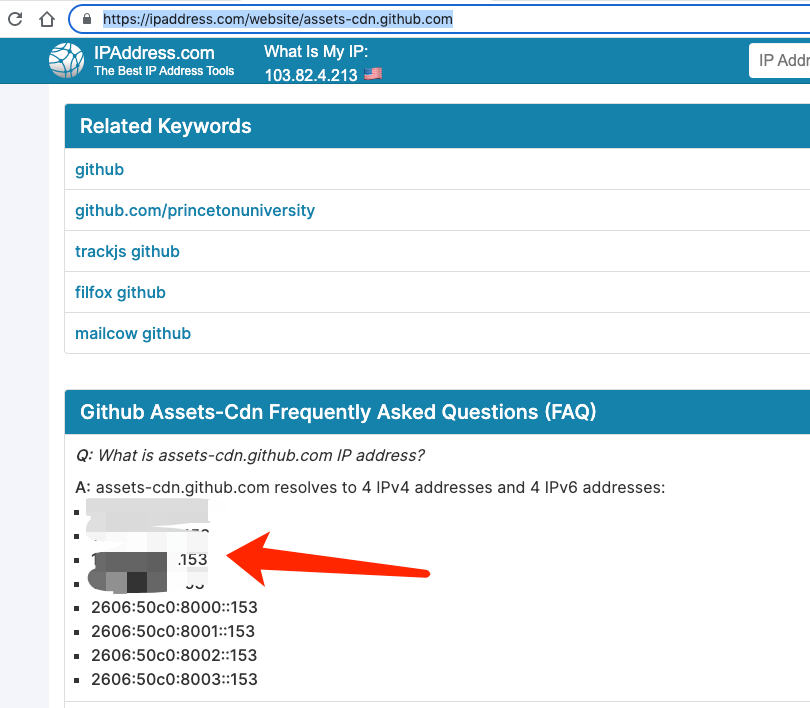 https://ipaddress.com/website/assets-cdn.github.com
IPAddress.com
The Best IP Address Tools
What Is My IP:
103.82.4.213
IP Addr
Related Keywords
github
github.com/princetonuniversity
trackjs github
filfox github
mailcow github
Github Assets-Cdn Frequently Asked Questions (FAQ)
Q: What is assets-cdn.github.com IP address?
A: assets-cdn.github.com resolves to 4 IPv4 addresses and 4 IPv6 addresses:
.153
2606:50c0:8000::153
2606:50c0:8001::153
2606:50c0:8002::153
2606:50c0:8003::153